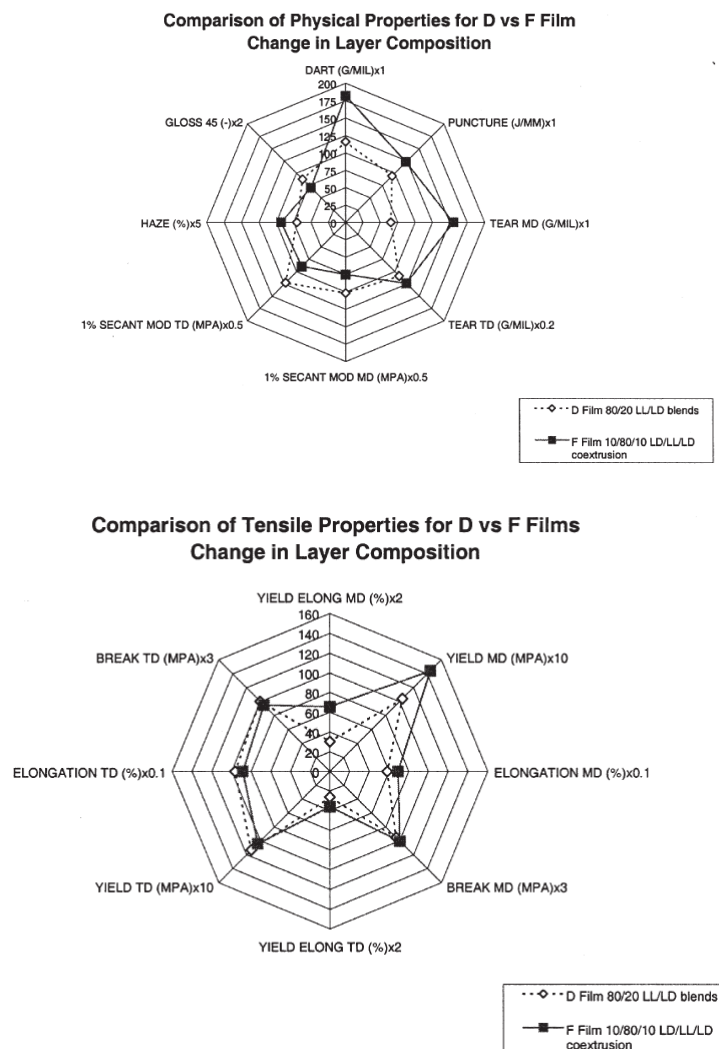 Comparison of Physical Properties for D vs F Film
Change in Layer Composition
DART (G/MIL)x1
200
175
150
125
100
75
50
25
0
GLOSS 45 (-)x2
PUNCTURE (J/MM)x1
HAZE (%)x5
TEAR MD (G/MIL)x1
1% SECANT MOD TD (MPA)x0.5
TEAR TD (G/MIL)x0.2
1% SECANT MOD MD (MPA)x0.5
D Film 80/20 LL/LD blends
F Film 10/80/10 LD/LL/LD
coextrusion
Comparison of Tensile Properties for D vs F Films
Change in Layer Composition
YIELD ELONG MD (%)x2
160
140
120
100
80
60
40
20
0
BREAK TD (MPA)x3
YIELD MD (MPA)x10
ELONGATION TD (%)x0.1
ELONGATION MD (%)x0.1
YIELD TD (MPA)x10
BREAK MD (MPA)x3
YIELD ELONG TD (%)x2
D Film 80/20 LL/LD blends
F Film 10/80/10 LD/LL/LD
coextrusion